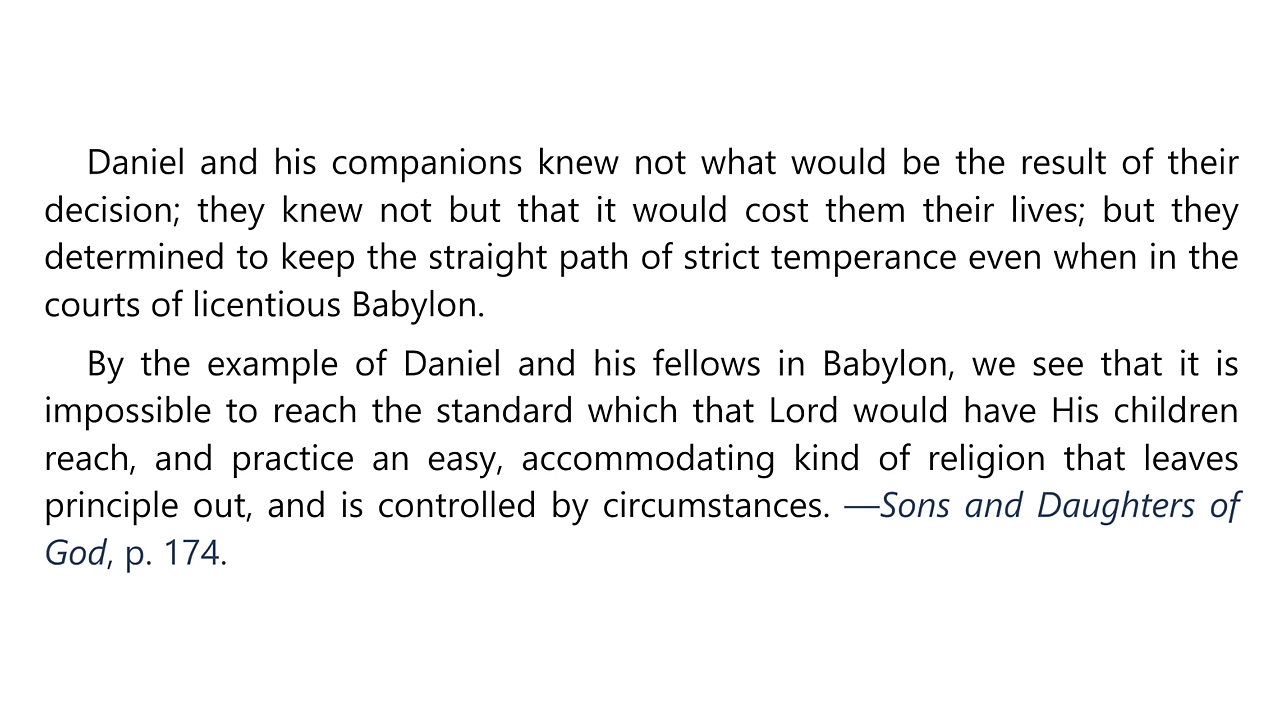 Daniel and his companions knew not what would be the result of their
decision; they knew not but that it would cost them their lives; but they
determined to keep the straight path of strict temperance even when in the
courts of licentious Babylon.
By the example of Daniel and his fellows in Babylon, we see that it is
impossible to reach the standard which that Lord would have His children
reach, and practice an easy, accommodating kind of religion that leaves
principle out, and is controlled by circumstances. —Sons and Daughters of
God, p. 174.